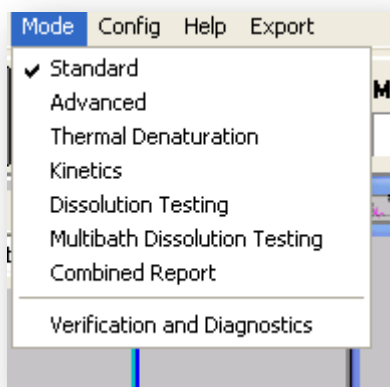 Mode Config Help Export
Standard
Advanced
Thermal Denaturation
Kinetics
Dissolution Testing
Multibath Dissolution Testing
Combined Report
Verification and Diagnostics